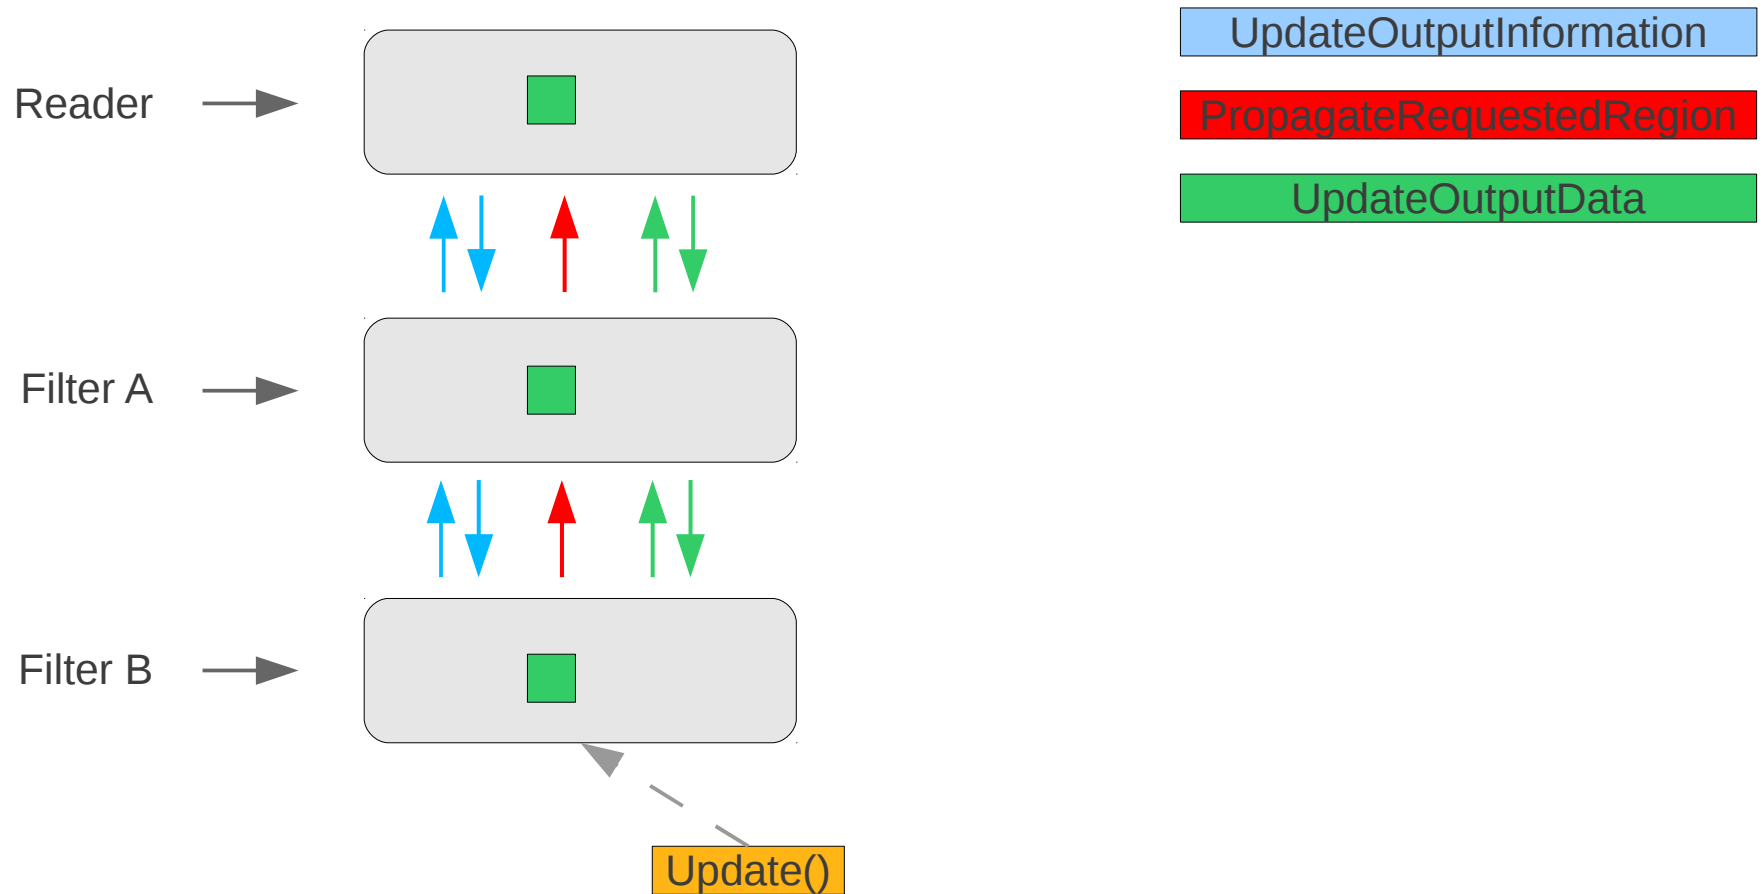 Reader
Filter A
Filter B
Update()
UpdateOutputInformation
PropagateRequestedRegion
UpdateOutputData